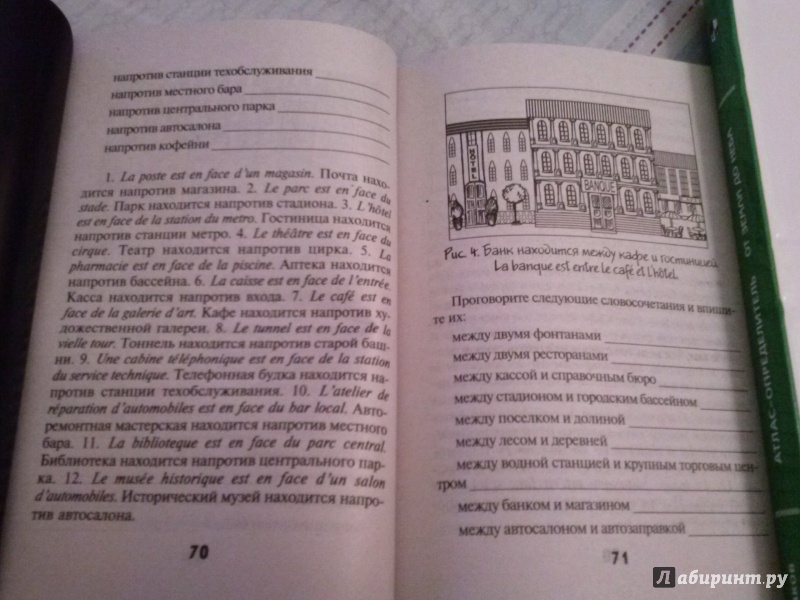 напротив станции техобслуживания
напротив местного бара
напротив центрального парка
напротив автосалона
напротив кофейни
1. La poste est en face d'un magasin. Почта нахо-
дится напротив магазина. 2. Le parc est en face du
stade. Парк находится напротив стадиона. 3. L'hôtel
est en face de la station du metro. Гостиница находится
напротив станции метро. 4. Le théâtre est en face du
cirque. Театр находится напротив цирка. 5. La
pharmacie est en face de la piscine. Аптека находится
напротив бассейна. 6. La caisse est en face de l'entrée.
Касса находится напротив входа. 7. Le café est en
face de la galerie d'art. Кафе находится напротив ху-
дожественной галереи. 8. Le tunnel est en face de la
vielle tour. Тоннель находится напротив старой баш-
ни. 9. Une cabine téléphonique est en face de la station
du service technique. Телефонная будка находится на-
против станции техобслуживания. 10. L'atelier de
réparation d'automobiles est en face du bar local. Авто-
ремонтная мастерская находится напротив местного
бара. 11. La biblioteque est en face du parc central.
Библиотека находится напротив центрального пар-
ка. 12. Le musée historique est en face d'un salon
d'automobiles. Исторический музей находится напро-
тив автосалона.
70
HÔTEL
BANQUE
Рис. 4. Банк находится между кафе и гостиницей.
La banque est entre le café et L'hôtel.
Проговорите следующие словосочетания и впиши-
те их:
между двумя фонтанами
между двумя ресторанами
между кассой и справочным бюро
между стадионом и городским бассейном
между поселком и долиной
между лесом и деревней
между водной станцией и крупным торговым цен-
тром
между банком и магазином
между автосалоном и автозаправкой
71
АТЛАС-ОПРЕДЕЛИТЕЛЬ ОТ ЗЕМЛИ ДО НЕБА
Лабиринт.ру